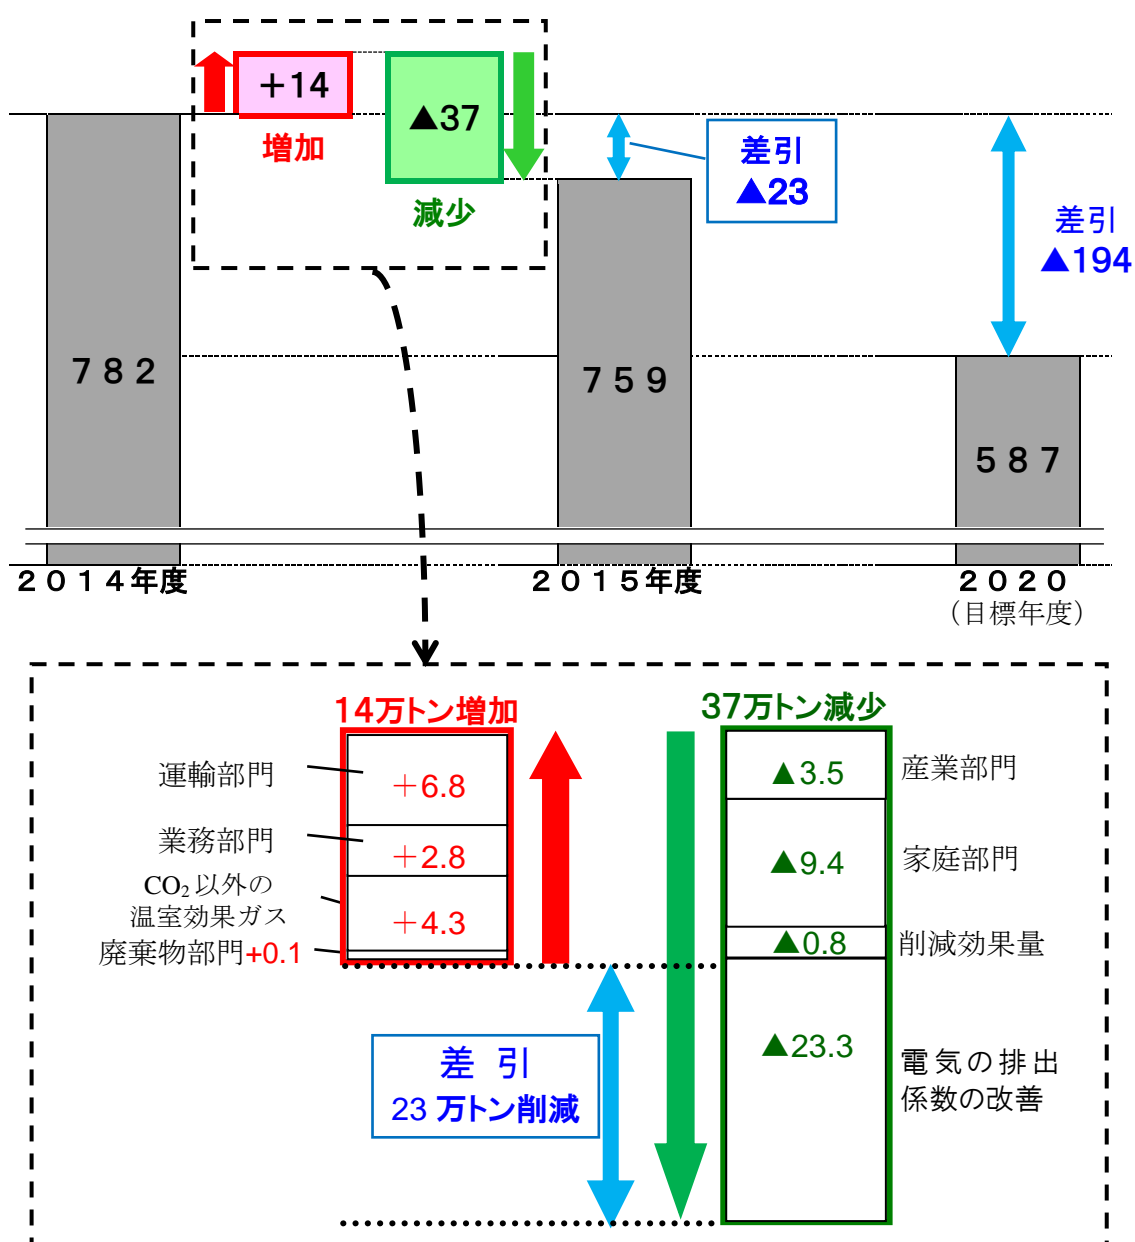 ＋14
増加
▲37
減少
差引
▲23
差引
▲194
７８２
７５９
５８７
２０１４年度
２０１５年度
２０２０
（目標年度）
14万トン増加
37万トン減少
運輸部門
＋6.8
業務部門
＋2.8
CO₂以外の
温室効果ガス
＋4.3
廃棄物部門+0.1
▲3.5
産業部門
▲9.4
家庭部門
▲0.8
削減効果量
▲23.3
電気の排出
係数の改善
差 引
23 万トン削減